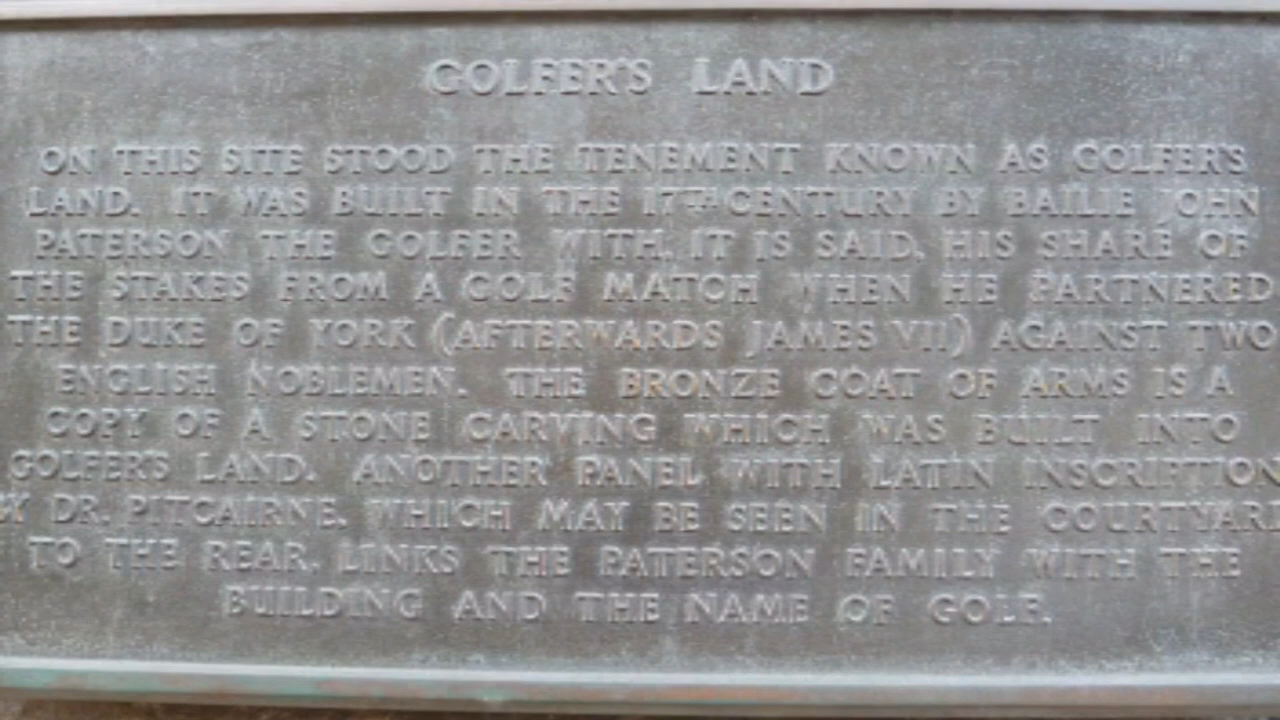 GOLFER'S LAND
ON THIS SITE STOOD THE TENEMENT KNOWN AS GOLFER'S
LAND. IT WAS BUILT IN THE 17TH CENTURY BY BAILIE JOHN
PATERSON THE GOLFER WITH, IT IS SAID, HIS SHARE OF
THE STAKES FROM A GOLF MATCH WHEN HE PARTNERED
THE DUKE OF YORK (AFTERWARDS JAMES VII) AGAINST TWO
ENGLISH NOBLEMEN. THE BRONZE COAT OF ARMS IS A
COPY OF A STONE CARVING WHICH WAS BUILT INTO
GOLFER'S LAND. ANOTHER PANEL WITH LATIN INSCRIPTION
Y DR. PITCAIRNE, WHICH MAY BE SEEN IN THE COURTYARD
TO THE REAR, LINKS THE PATERSON FAMILY WITH THE
BUILDING AND THE NAME OF GOLF.